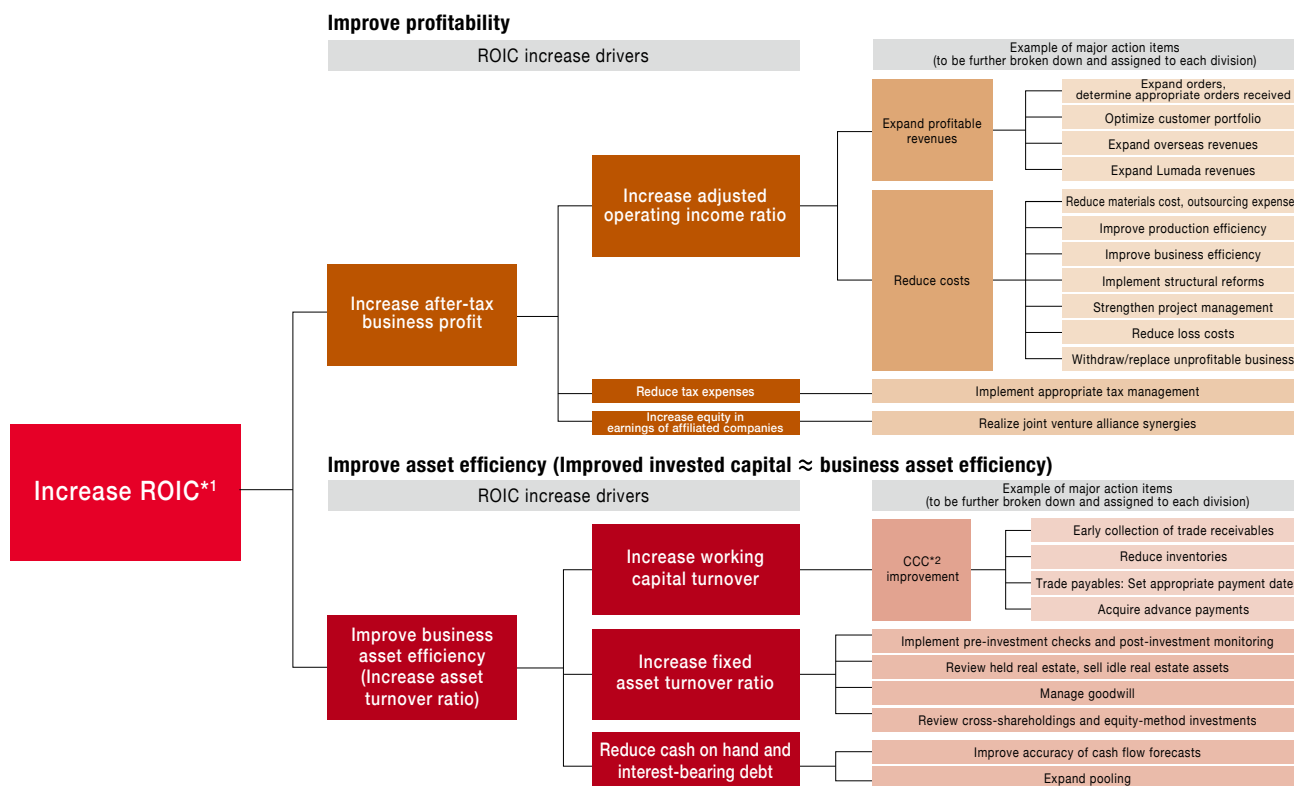 Improve profitability
ROIC increase drivers
Example of major action items
(to be further broken down and assigned to each division)
Increase ROIC*1
Increase after-tax
business profit
Increase adjusted
operating income ratio
Expand profitable
revenues
Expand orders,
determine appropriate orders received
Optimize customer portfolio
Expand overseas revenues
Expand Lumada revenues
Reduce costs
Reduce materials cost, outsourcing expense
Improve production efficiency
Improve business efficiency
Implement structural reforms
Strengthen project management
Reduce loss costs
Withdraw/replace unprofitable business
Reduce tax expenses
Implement appropriate tax management
Increase equity in
earnings of affiliated companies
Realize joint venture alliance synergies
Improve asset efficiency (Improved invested capital ≈ business asset efficiency)
ROIC increase drivers
Example of major action items
(to be further broken down and assigned to each division)
Improve business
asset efficiency
(Increase asset
turnover ratio)
Increase working
capital turnover
CCC*2
improvement
Early collection of trade receivables
Reduce inventories
Trade payables: Set appropriate payment date
Acquire advance payments
Increase fixed
asset turnover ratio
Implement pre-investment checks and post-investment monitoring
Review held real estate, sell idle real estate assets
Manage goodwill
Review cross-shareholdings and equity-method investments
Reduce cash on hand and
interest-bearing debt
Improve accuracy of cash flow forecasts
Expand pooling